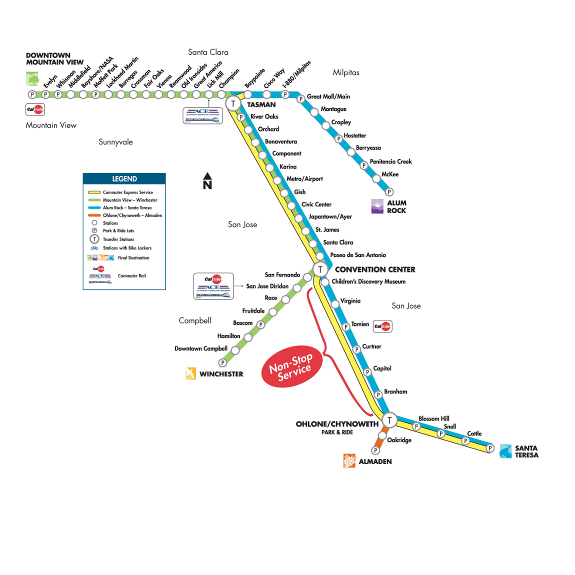 Santa Clara
DOWNTOWN
MOUNTAIN VIEW
Evelyn
Whisman
Middlefield
Bayshore/NASA
Moffett Park
Lockheed Martin
Borregas
Crossman
Fair Oaks
Vienna
Reamwood
Old Ironsides
Great America
Lick Mill
Champion
Baypointe
Cisco Way
I-880/Milpitas
Milpitas
Great Mall/Main
Montague
Cropley
Hostetter
Berryessa
Penitencia Creek
McKee
ALUM
ROCK
TASMAN
River Oaks
Orchard
Bonaventura
Component
Karina
Metro/Airport
Gish
Civic Center
Japantown/Ayer
St. James
Santa Clara
Paseo de San Antonio
CONVENTION CENTER
Children's Discovery Museum
Mountain View
Sunnyvale
ACE
N
LEGEND
Commuter Express Service
Mountain View – Winchester
Alum Rock – Santa Teresa
Ohlone/Chynoweth – Almaden
Stations
Park & Ride Lots
Transfer Stations
Stations with Bike Lockers
Final Destination
Commuter Rail
San Jose
San Fernando
San Jose Diridon
Race
Fruitdale
Bascom
Hamilton
Downtown Campbell
WINCHESTER
Campbell
ACE
San Jose
Virginia
Tamien
Curtner
Capitol
Branham
Non-Stop
Service
OHLONE/CHYNOWETH
PARK & RIDE
Blossom Hill
Snell
Cottle
SANTA
TERESA
Oakridge
ALMADEN